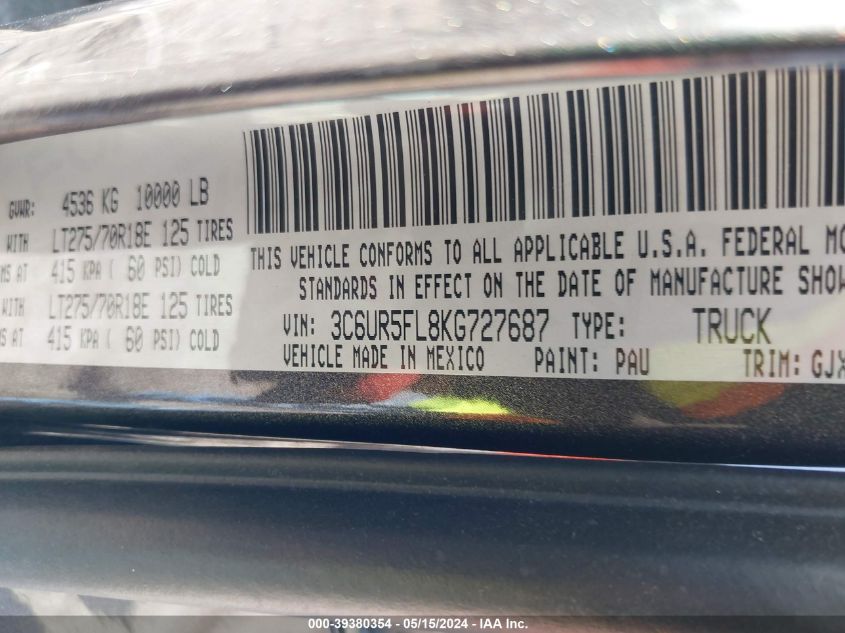 GVWR: 4536 KG 10000 LB
WITH LT275/70R18E 125 TIRES
MS AT 415 KPA ( 60 PSI) COLD
WITH LT275/70R18E 125 TIRES
MS AT 415 KPA ( 60 PSI) COLD
THIS VEHICLE CONFORMS TO ALL APPLICABLE U.S.A. FEDERAL MO
STANDARDS IN EFFECT ON THE DATE OF MANUFACTURE SHOW
VIN: 3C6UR5FL8KG727687 TYPE: TRUCK
VEHICLE MADE IN MEXICO PAINT: PAU TRIM: GJX
000-39380354 - 05/15/2024 - IAA Inc.